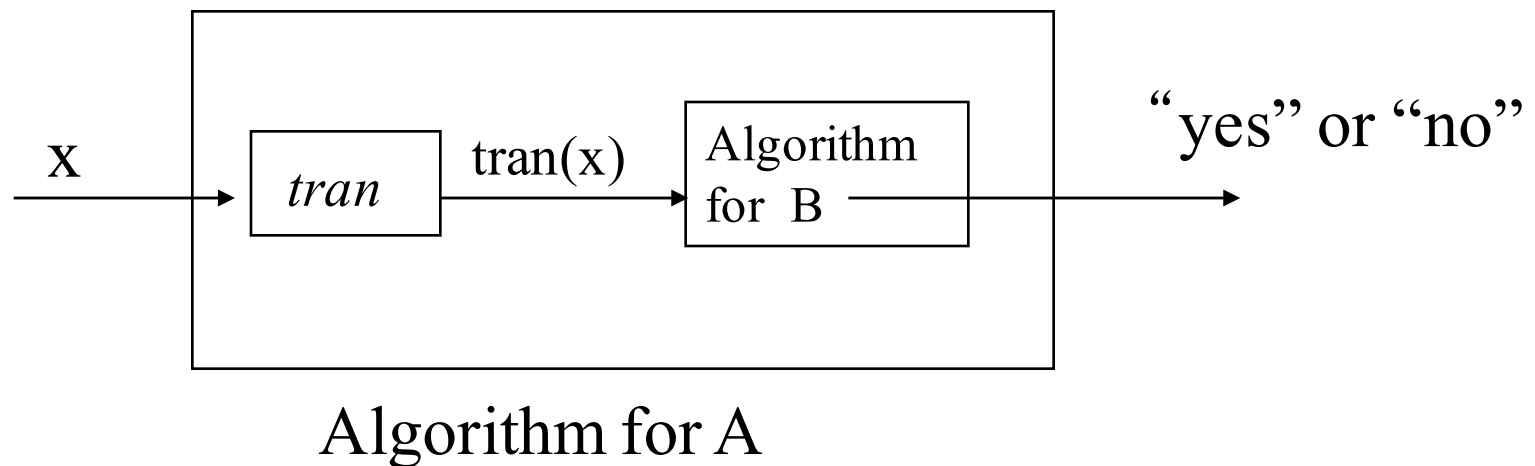 x
tran
tran(x)
Algorithm
for B
“yes” or “no”
Algorithm for A